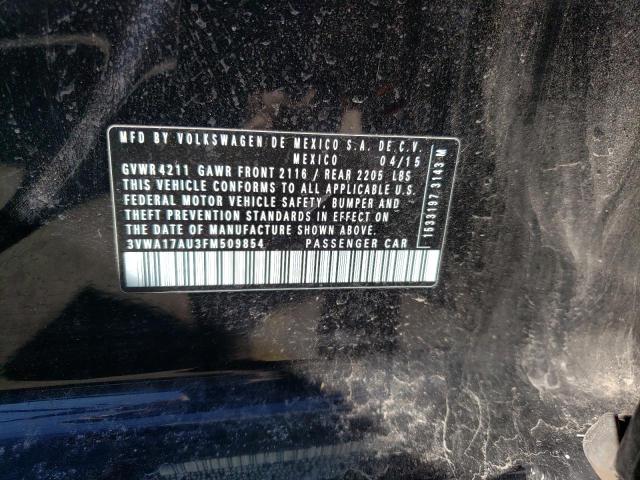 MFD BY VOLKSWAGEN DE MEXICO S.A. DE C.V.
MEXICO 04/15
GVWR 4211 GAWR FRONT 2116 / REAR 2205 LBS
THIS VEHICLE CONFORMS TO ALL APPLICABLE U.S.
FEDERAL MOTOR VEHICLE SAFETY, BUMPER AND
THEFT PREVENTION STANDARDS IN EFFECT ON
THE DATE OF MANUFACTURE SHOWN ABOVE.
3VWA17AU3FM509854 PASSENGER CAR
1633197 3143 M